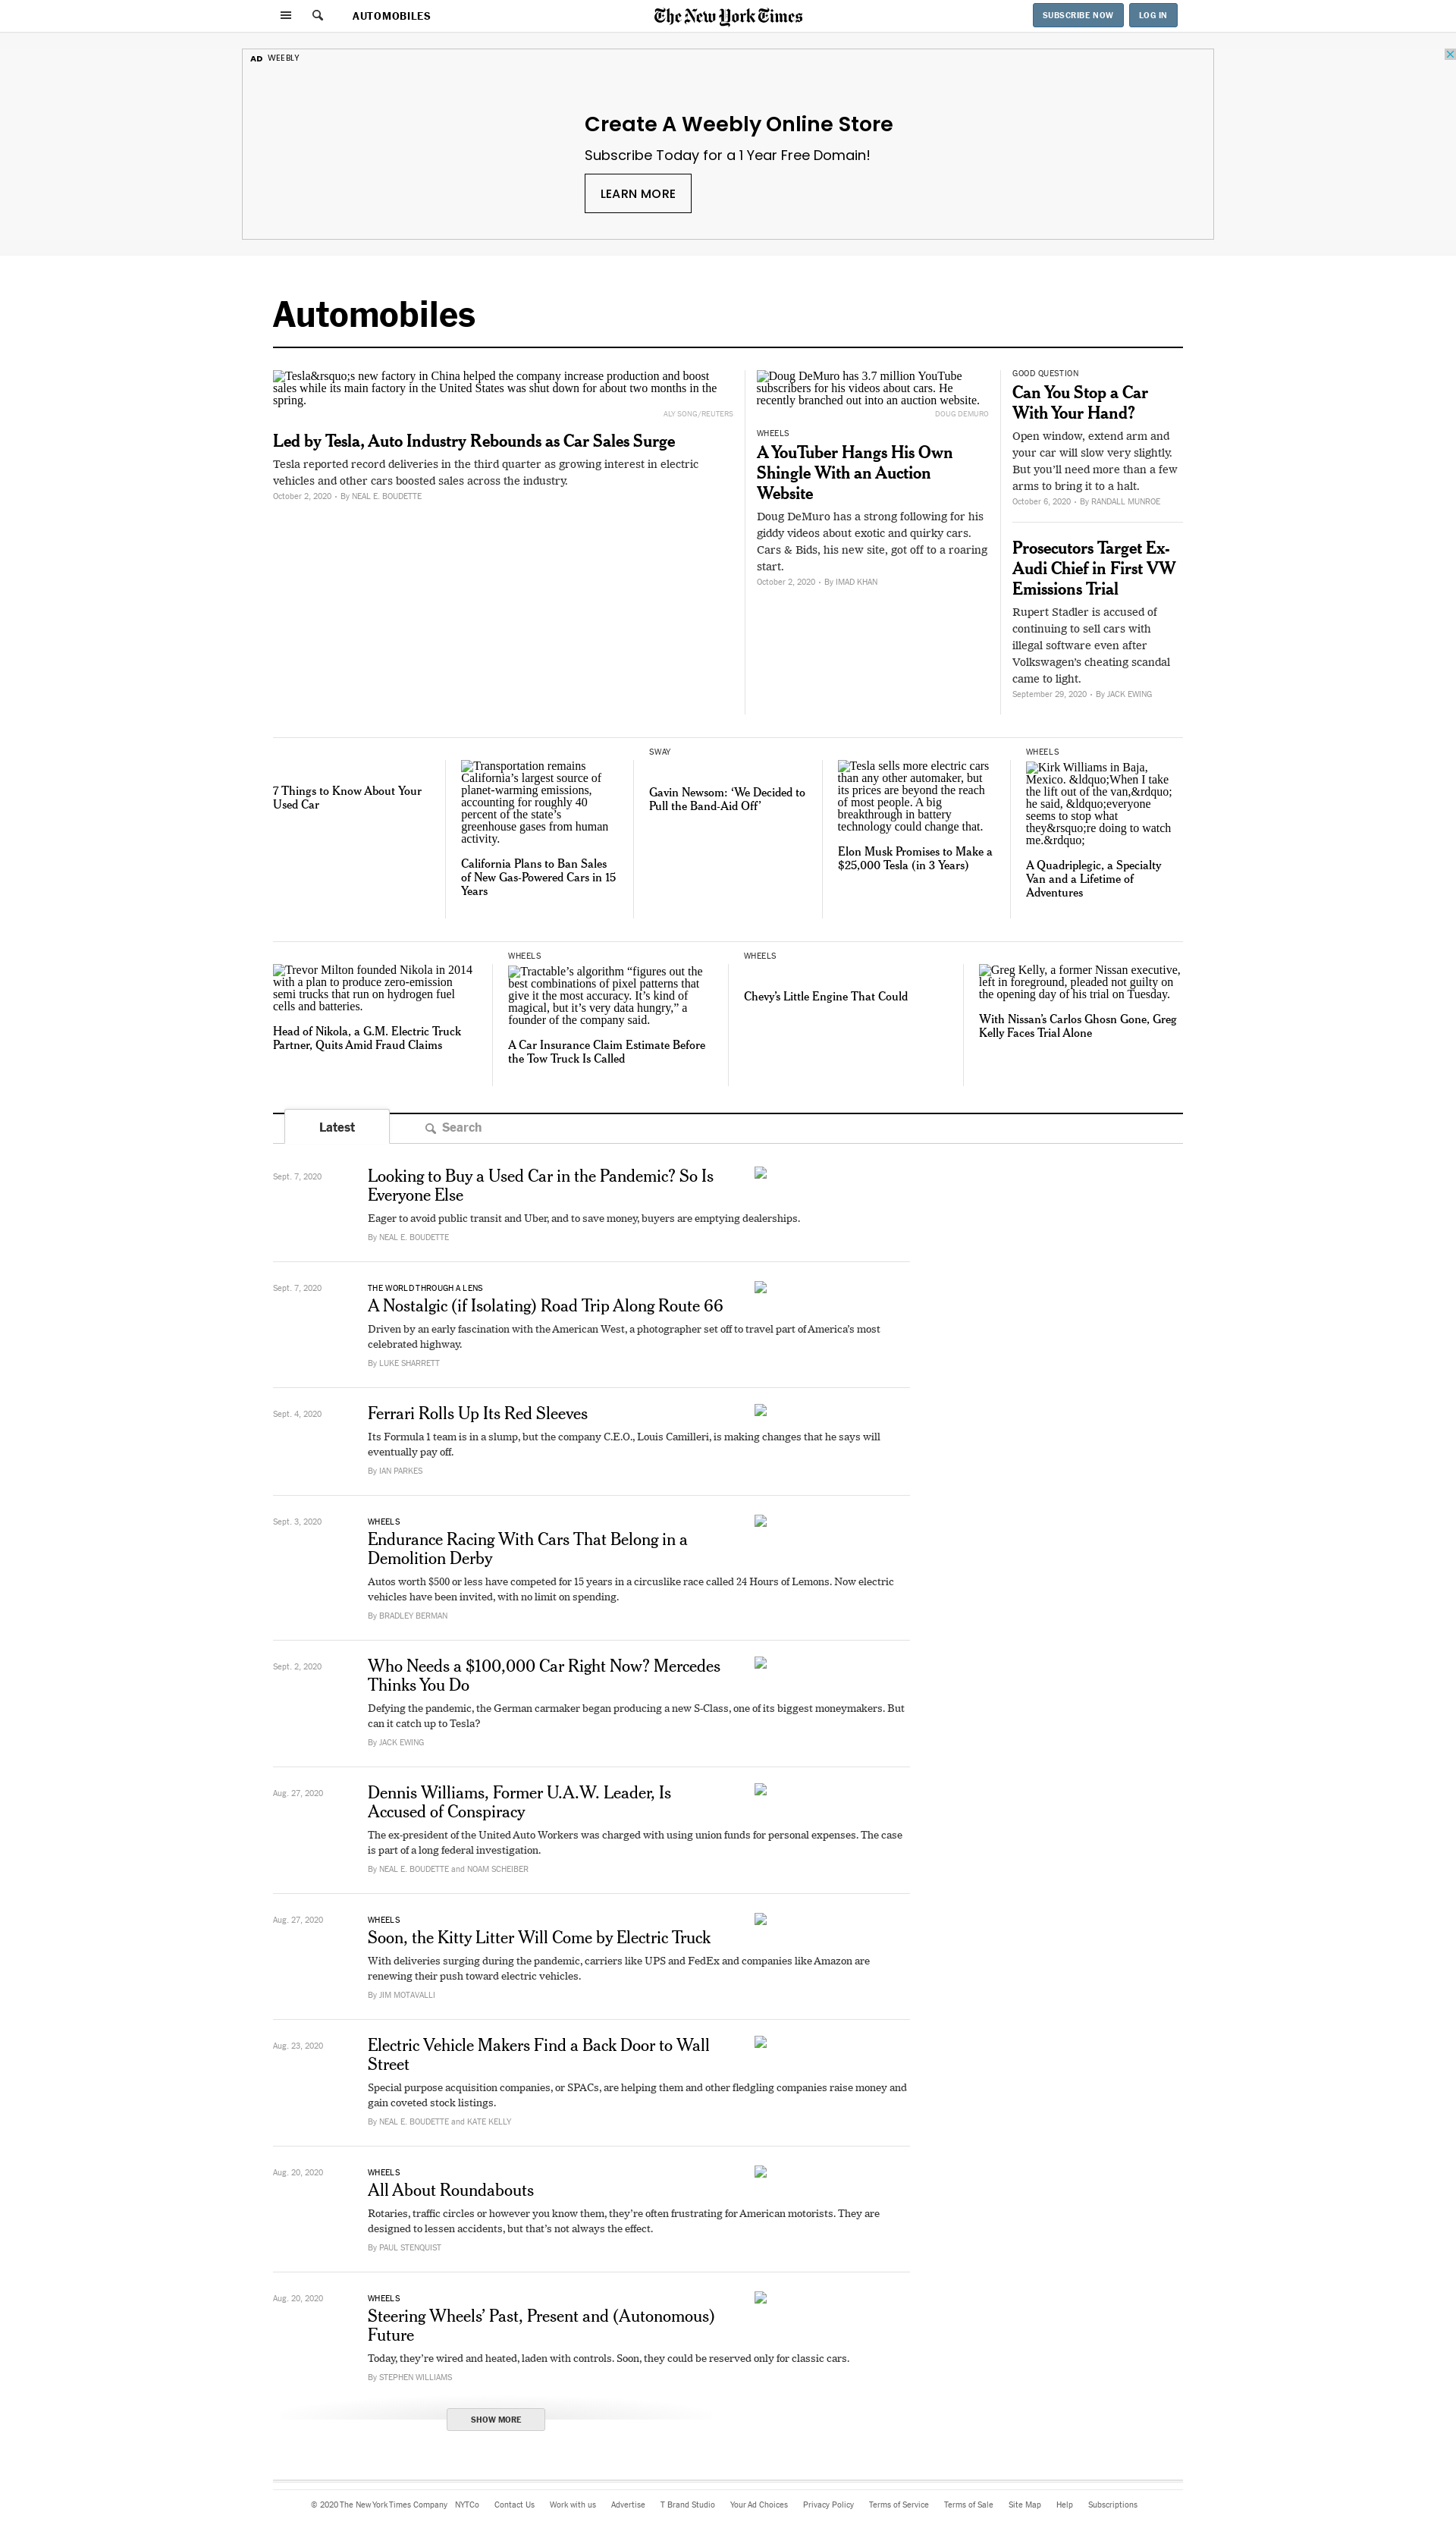 AUTOMOBILES
The New York Times
SUBSCRIBE NOW
LOG IN
AD WEEKLY
Create A Weekly Online Store
Subscribe Today for a 1 Year Free Domain!
LEARN MORE
Automobiles
Tesla&rsquo;s new factory in China helped the company increase production and boost
sales while its main factory in the United States was shut down for about two months in the
spring.
ALY SONG/REUTERS
Led by Tesla, Auto Industry Rebounds as Car Sales Surge
Tesla reported record deliveries in the third quarter as growing interest in electric
vehicles and other cars boosted sales across the industry.
October 2, 2020 • By NEAL E. BOUDETTE
Doug DeMuro has 3.7 million YouTube
subscribers for his videos about cars. He
recently branched out into an auction website.
DOUG DEMURO
WHEELS
A YouTuber Hangs His Own
Shingle With an Auction
Website
Doug DeMuro has a strong following for his
giddy videos about exotic and quirky cars.
Cars & Bids, his new site, got off to a roaring
start.
October 2, 2020 • By IMAD KHAN
GOOD QUESTION
Can You Stop a Car
With Your Hand?
Open window, extend arm and
your car will slow very slightly.
But you’ll need more than a few
arms to bring it to a halt.
October 6, 2020 • By RANDALL MUNROE
Prosecutors Target Ex-
Audi Chief in First VW
Emissions Trial
Rupert Stadler is accused of
continuing to sell cars with
illegal software even after
Volkswagen’s cheating scandal
came to light.
September 29, 2020 • By JACK EWING
7 Things to Know About Your
Used Car
Transportation remains
California’s largest source of
planet-warming emissions,
accounting for roughly 40
percent of the state’s
greenhouse gases from human
activity.
California Plans to Ban Sales
of New Gas-Powered Cars in 15
Years
SWAY
Gavin Newsom: ‘We Decided to
Pull the Band-Aid Off’
Tesla sells more electric cars
than any other automaker, but
its prices are beyond the reach
of most people. A big
breakthrough in battery
technology could change that.
Elon Musk Promises to Make a
$25,000 Tesla (in 3 Years)
WHEELS
Kirk Williams in Baja,
Mexico. &ldquo;When I take
the lift out of the van,&rdquo;
he said, &ldquo;everyone
seems to stop what
they&rsquo;re doing to watch
me.&rdquo;
A Quadriplegic, a Specialty
Van and a Lifetime of
Adventures
Trevor Milton founded Nikola in 2014
with a plan to produce zero-emission
semi trucks that run on hydrogen fuel
cells and batteries.
Head of Nikola, a G.M. Electric Truck
Partner, Quits Amid Fraud Claims
WHEELS
Tractable’s algorithm “figures out the
best combinations of pixel patterns that
give it the most accuracy. It’s kind of
magical, but it’s very data hungry,” a
founder of the company said.
A Car Insurance Claim Estimate Before
the Tow Truck Is Called
WHEELS
Chevy’s Little Engine That Could
Greg Kelly, a former Nissan executive,
left in foreground, pleaded not guilty on
the opening day of his trial on Tuesday.
With Nissan’s Carlos Ghosn Gone, Greg
Kelly Faces Trial Alone
Latest
Search
Sept. 7, 2020
Looking to Buy a Used Car in the Pandemic? So Is
Everyone Else
Eager to avoid public transit and Uber, and to save money, buyers are emptying dealerships.
By NEAL E. BOUDETTE
Sept. 7, 2020
THE WORLD THROUGH A LENS
A Nostalgic (if Isolating) Road Trip Along Route 66
Driven by an early fascination with the American West, a photographer set off to travel part of America’s most
celebrated highway.
By LUKE SHARRETT
Sept. 4, 2020
Ferrari Rolls Up Its Red Sleeves
Its Formula 1 team is in a slump, but the company C.E.O., Louis Camilleri, is making changes that he says will
eventually pay off.
By IAN PARKES
Sept. 3, 2020
WHEELS
Endurance Racing With Cars That Belong in a
Demolition Derby
Autos worth $500 or less have competed for 15 years in a circuslike race called 24 Hours of Lemons. Now electric
vehicles have been invited, with no limit on spending.
By BRADLEY BERMAN
Sept. 2, 2020
Who Needs a $100,000 Car Right Now? Mercedes
Thinks You Do
Defying the pandemic, the German carmaker began producing a new S-Class, one of its biggest moneymakers. But
can it catch up to Tesla?
By JACK EWING
Aug. 27, 2020
Dennis Williams, Former U.A.W. Leader, Is
Accused of Conspiracy
The ex-president of the United Auto Workers was charged with using union funds for personal expenses. The case
is part of a long federal investigation.
By NEAL E. BOUDETTE and NOAM SCHEIBER
Aug. 27, 2020
WHEELS
Soon, the Kitty Litter Will Come by Electric Truck
With deliveries surging during the pandemic, carriers like UPS and FedEx and companies like Amazon are
renewing their push toward electric vehicles.
By JIM MOTAVALLI
Aug. 23, 2020
Electric Vehicle Makers Find a Back Door to Wall
Street
Special purpose acquisition companies, or SPACs, are helping them and other fledgling companies raise money and
gain coveted stock listings.
By NEAL E. BOUDETTE and KATE KELLY
Aug. 20, 2020
WHEELS
All About Roundabouts
Rotaries, traffic circles or however you know them, they’re often frustrating for American motorists. They are
designed to lessen accidents, but that’s not always the effect.
By PAUL STENQUIST
Aug. 20, 2020
WHEELS
Steering Wheels’ Past, Present and (Autonomous)
Future
Today, they’re wired and heated, laden with controls. Soon, they could be reserved only for classic cars.
By STEPHEN WILLIAMS
SHOW MORE
© 2020 The New York Times Company NYTCo Contact Us Work with us Advertise T Brand Studio Your Ad Choices Privacy Policy Terms of Service Terms of Sale Site Map Help Subscriptions